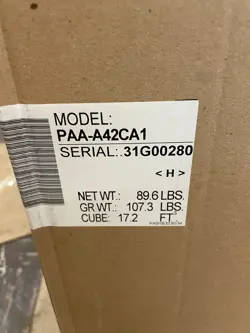 MODEL:
PAA-A42CA1
SERIAL:.31G00280
< H >
NET WT.: 89.6 LBS.
GR WT.: 107.3 LBS.
CUBE: 17.2 FT